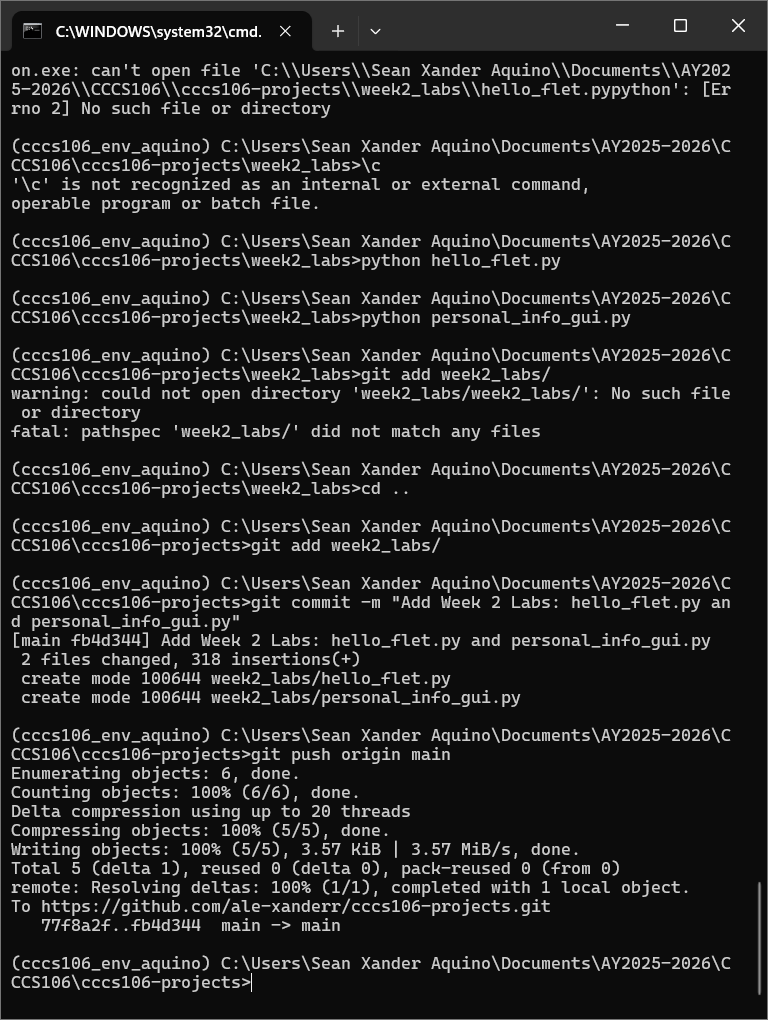 C:\WINDOWS\system32\cmd.
on.exe: can't open file 'C:\\Users\\Sean Xander Aquino\\Documents\\AY202
5-2026\\CCCS106\\cccs106-projects\\week2_labs\\hello_flet.pypython': [Er
rno 2] No such file or directory
(cccs106_env_aquino) C:\Users\Sean Xander Aquino\Documents\AY2025-2026\C
CCS106\cccs106-projects\week2_labs>\c
'\c' is not recognized as an internal or external command,
operable program or batch file.
(cccs106_env_aquino) C:\Users\Sean Xander Aquino\Documents\AY2025-2026\C
CCS106\cccs106-projects\week2_labs>python hello_flet.py
(cccs106_env_aquino) C:\Users\Sean Xander Aquino\Documents\AY2025-2026\C
CCS106\cccs106-projects\week2_labs>python personal_info_gui.py
(cccs106_env_aquino) C:\Users\Sean Xander Aquino\Documents\AY2025-2026\C
CCS106\cccs106-projects\week2_labs>git add week2_labs/
warning: could not open directory 'week2_labs/week2_labs/': No such file
 or directory
fatal: pathspec 'week2_labs/' did not match any files
(cccs106_env_aquino) C:\Users\Sean Xander Aquino\Documents\AY2025-2026\C
CCS106\cccs106-projects\week2_labs>cd ..
(cccs106_env_aquino) C:\Users\Sean Xander Aquino\Documents\AY2025-2026\C
CCS106\cccs106-projects>git add week2_labs/
(cccs106_env_aquino) C:\Users\Sean Xander Aquino\Documents\AY2025-2026\C
CCS106\cccs106-projects>git commit -m "Add Week 2 Labs: hello_flet.py an
d personal_info_gui.py"
[main fb4d344] Add Week 2 Labs: hello_flet.py and personal_info_gui.py
 2 files changed, 318 insertions(+)
 create mode 100644 week2_labs/hello_flet.py
 create mode 100644 week2_labs/personal_info_gui.py
(cccs106_env_aquino) C:\Users\Sean Xander Aquino\Documents\AY2025-2026\C
CCS106\cccs106-projects>git push origin main
Enumerating objects: 6, done.
Counting objects: 100% (6/6), done.
Delta compression using up to 20 threads
Compressing objects: 100% (5/5), done.
Writing objects: 100% (5/5), 3.57 KiB | 3.57 MiB/s, done.
Total 5 (delta 1), reused 0 (delta 0), pack-reused 0 (from 0)
remote: Resolving deltas: 100% (1/1), completed with 1 local object.
To https://github.com/ale-xanderr/cccs106-projects.git
   77f8a2f..fb4d344  main -> main
(cccs106_env_aquino) C:\Users\Sean Xander Aquino\Documents\AY2025-2026\C
CCS106\cccs106-projects>